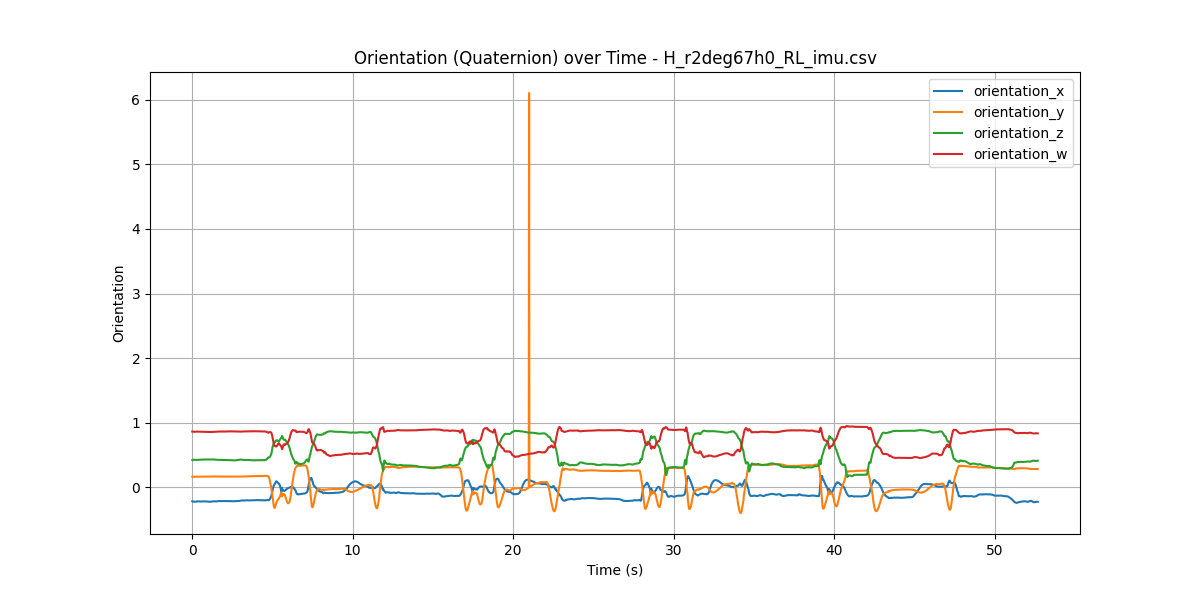 Orientation (Quaternion) over Time - H_r2deg67h0_RL_imu.csv
orientation_x
orientation_y
orientation_z
orientation_w
Orientation
6
5
4
3
2
1
0
0 10 20 30 40 50
Time (s)